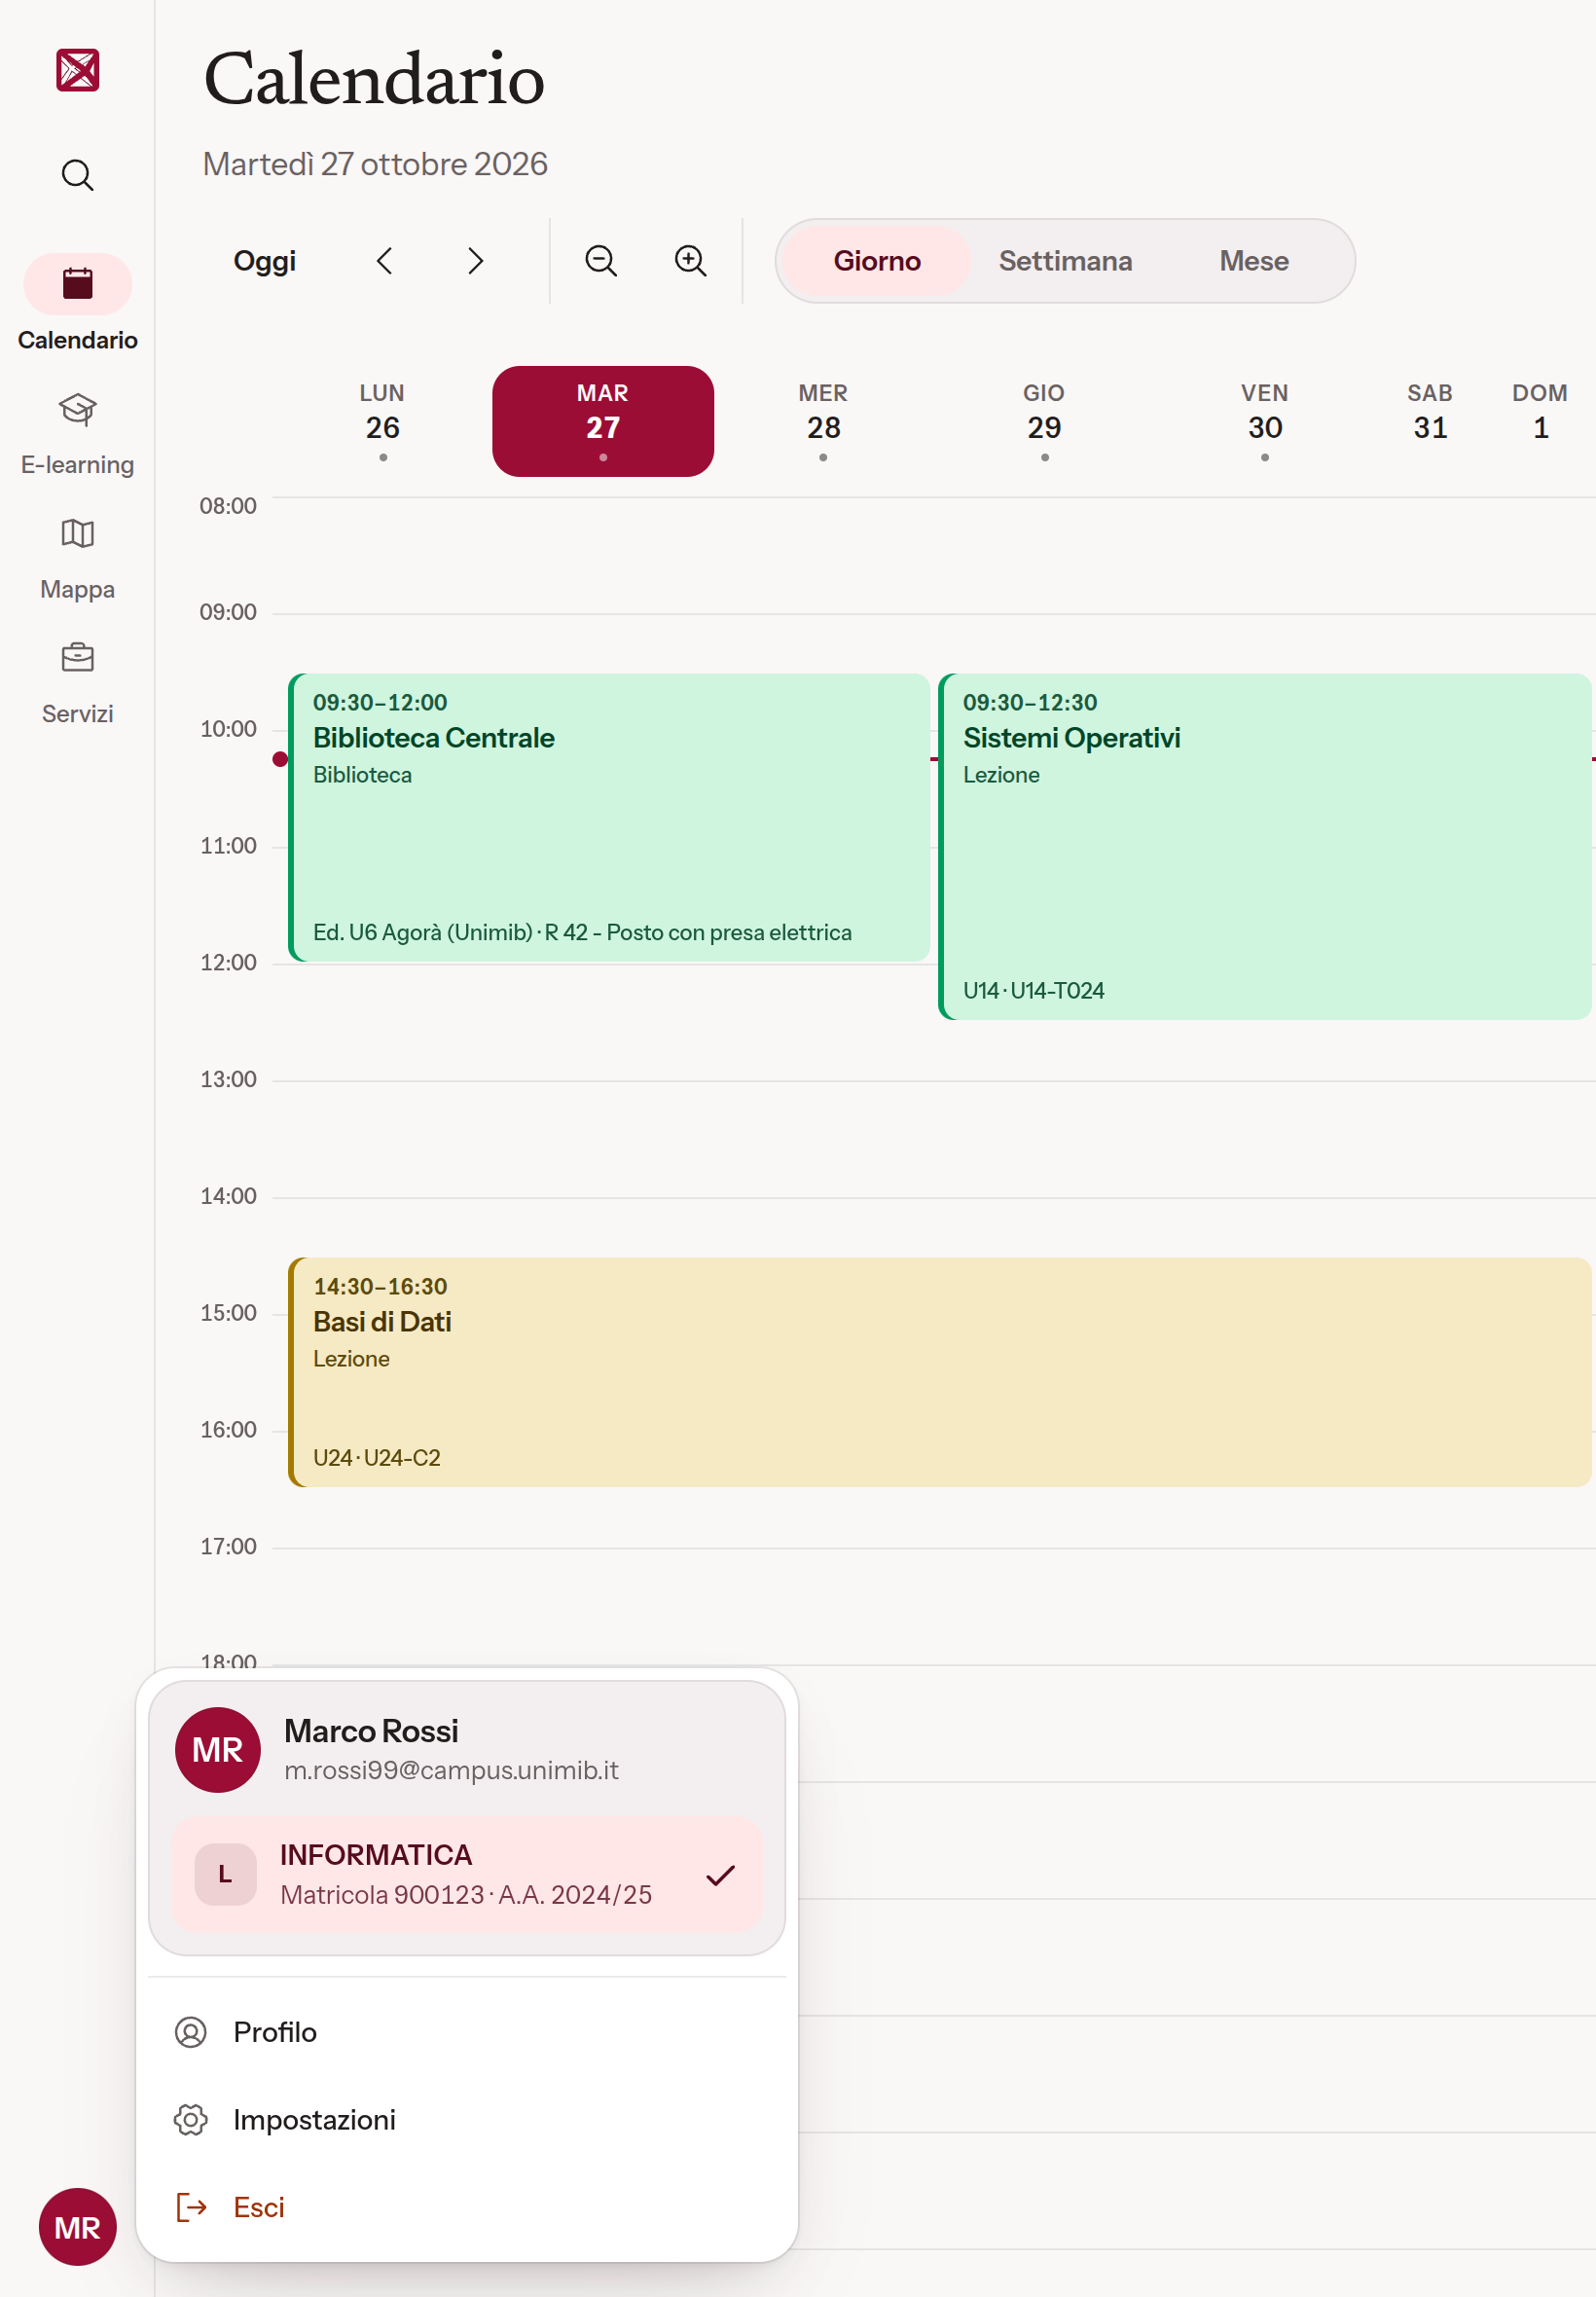 Calendario
Martedì 27 ottobre 2026
Oggi
Giorno
Settimana
Mese
Calendario
E-learning
Mappa
Servizi
LUN
26
MAR
27
MER
28
GIO
29
VEN
30
SAB
31
DOM
1
08:00
09:00
10:00
11:00
12:00
13:00
14:00
15:00
16:00
17:00
18:00
09:30–12:00
Biblioteca Centrale
Biblioteca
Ed. U6 Agorà (Unimib) · R 42 - Posto con presa elettrica
09:30–12:30
Sistemi Operativi
Lezione
U14 · U14-T024
14:30–16:30
Basi di Dati
Lezione
U24 · U24-C2
MR
Marco Rossi
m.rossi99@campus.unimib.it
L
INFORMATICA
Matricola 900123 · A.A. 2024/25
Profilo
Impostazioni
Esci
MR